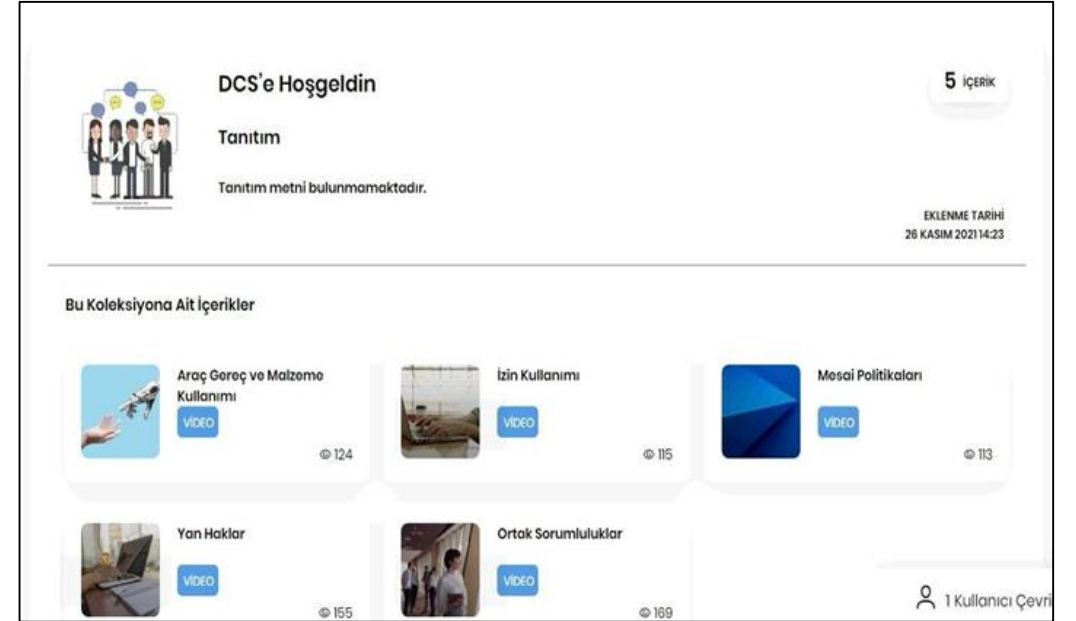 DCS'e Hoşgeldin
5 İÇERİK
Tanıtım
Tanıtım metni bulunmamaktadır.
EKLENME TARİHİ
26 KASIM 2021 14:23
Bu Koleksiyona Ait İçerikler
Araç Gereç ve Malzeme
Kullanımı
VİDEO
124
İzin Kullanımı
VİDEO
115
Mesai Politikaları
VİDEO
113
Yan Haklar
VİDEO
155
Ortak Sorumluluklar
VİDEO
169
1 Kullanıcı Çevri